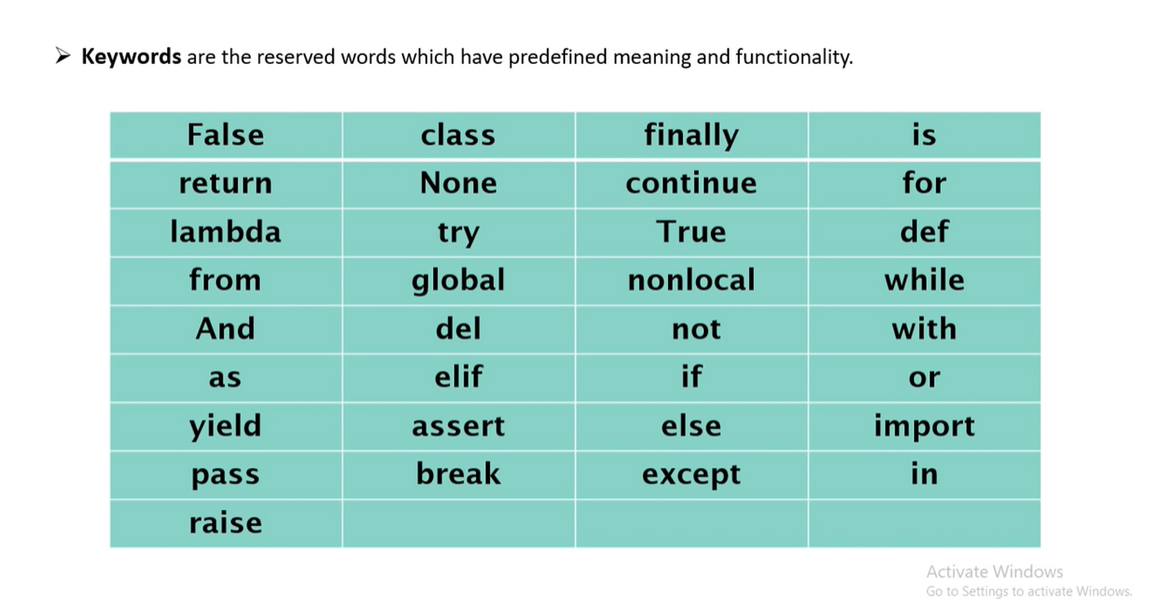 ➢ Keywords are the reserved words which have predefined meaning and functionality.
False class finally is
return None continue for
lambda try True def
from global nonlocal while
And del not with
as elif if or
yield assert else import
pass break except in
raise
Activate Windows
Go to Settings to activate Windows.